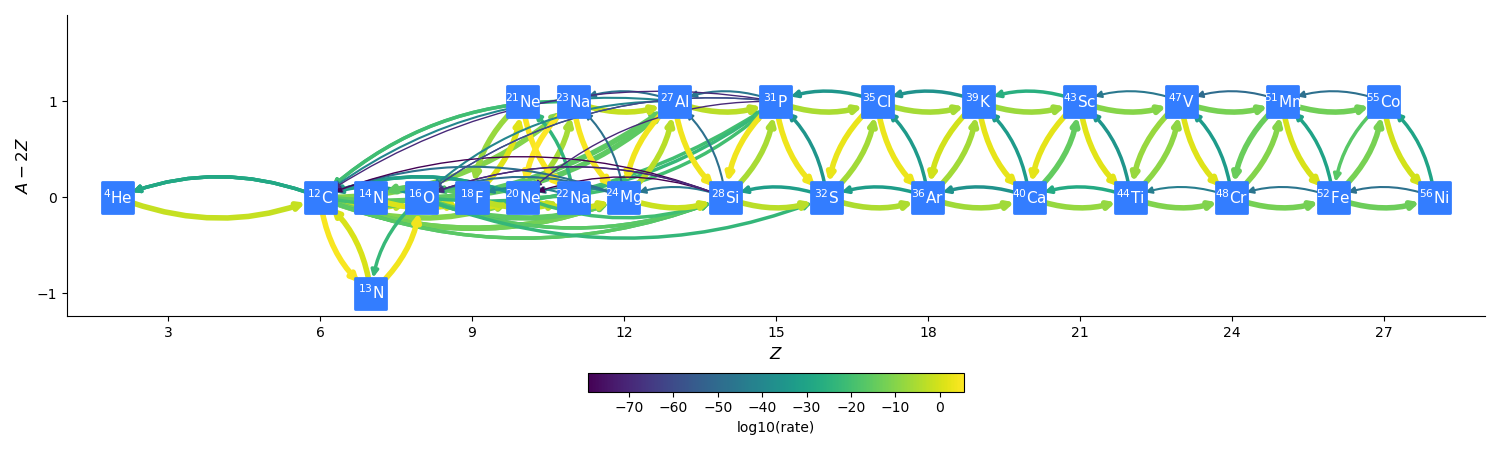 A − 2Z
1
0
−1
²¹Ne ²³Na ²⁷Al ³¹P ³⁵Cl ³⁹K ⁴³Sc ⁴⁷V ⁵¹Mn ⁵⁵Co
⁴He ¹²C ¹⁴N ¹⁶O ¹⁸F ²⁰Ne ²²Na ²⁴Mg ²⁸Si ³²S ³⁶Ar ⁴⁰Ca ⁴⁴Ti ⁴⁸Cr ⁵²Fe ⁵⁶Ni
¹³N
3 6 9 12 15 18 21 24 27
Z
−70 −60 −50 −40 −30 −20 −10 0
log10(rate)